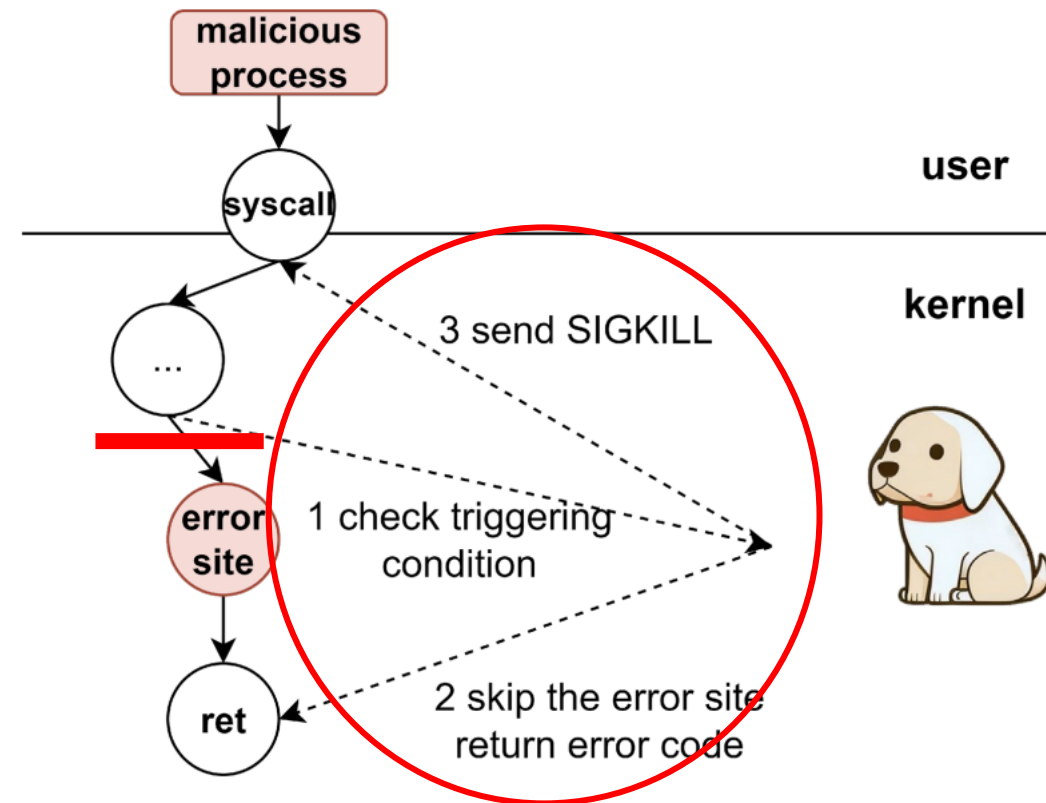 malicious
process
syscall
user
kernel
3 send SIGKILL
...
error
site
1 check triggering
condition
2 skip the error site
return error code
ret